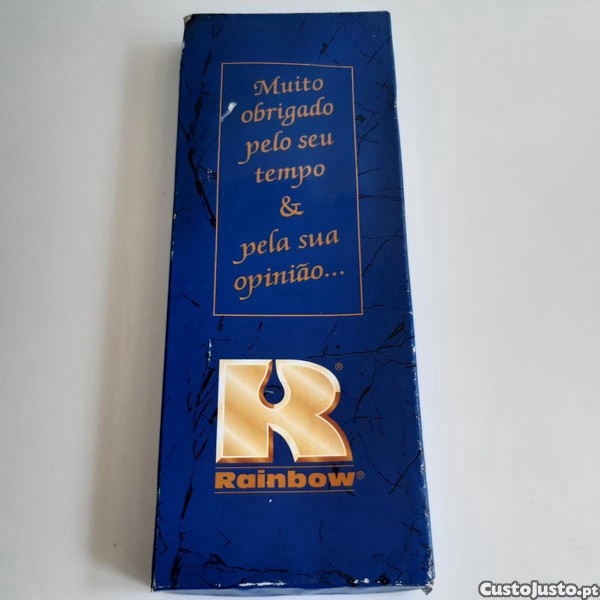 Muito
obrigado
pelo seu
tempo
&
pela sua
opinião...
R®
Rainbow®
CustoJusto.pt